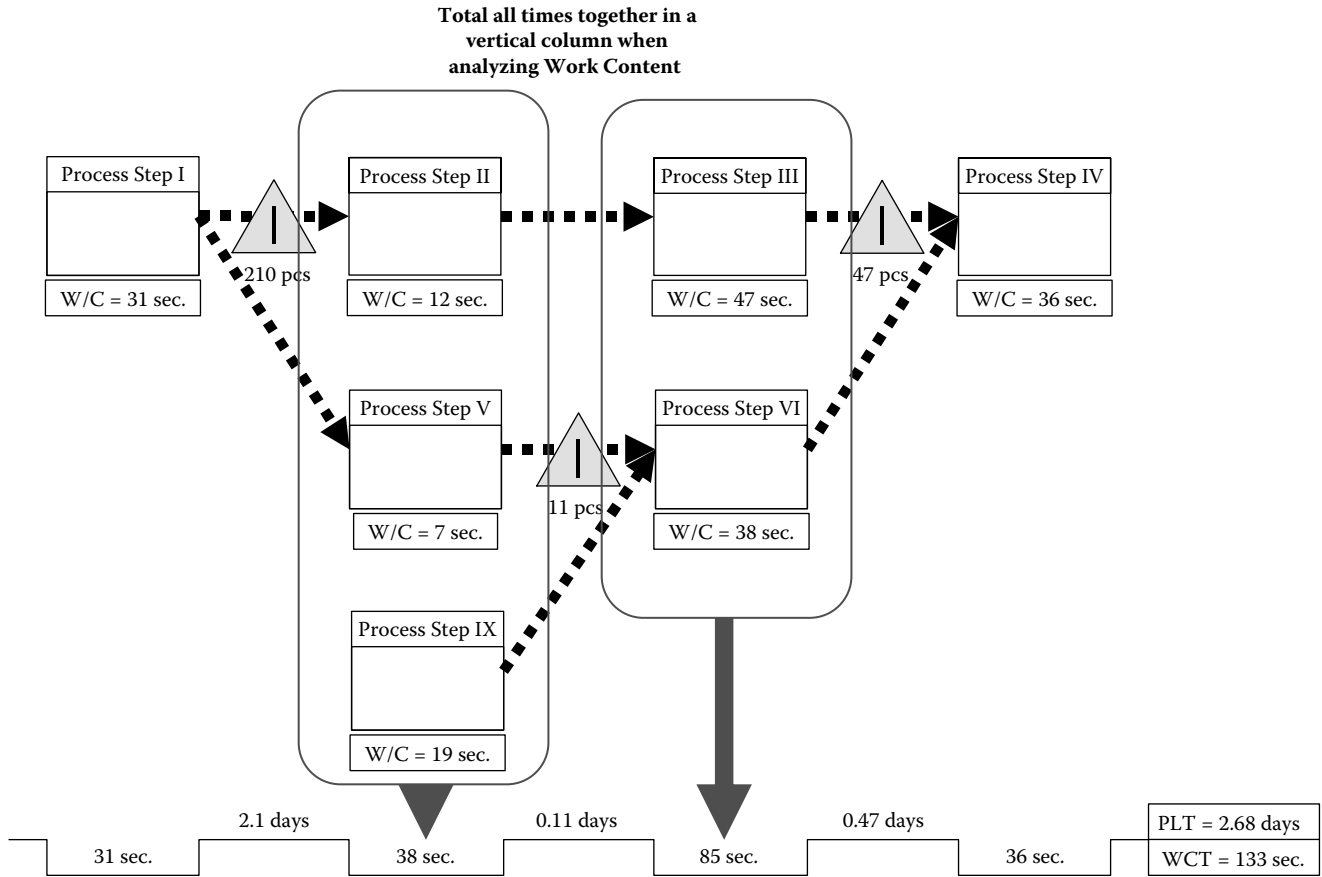 Total all times together in a
vertical column when
analyzing Work Content
Process Step I
W/C = 31 sec.
210 pcs
Process Step II
W/C = 12 sec.
Process Step III
W/C = 47 sec.
47 pcs
Process Step IV
W/C = 36 sec.
Process Step V
W/C = 7 sec.
11 pcs
Process Step VI
W/C = 38 sec.
Process Step IX
W/C = 19 sec.
31 sec.
2.1 days
38 sec.
0.11 days
85 sec.
0.47 days
36 sec.
PLT = 2.68 days
WCT = 133 sec.